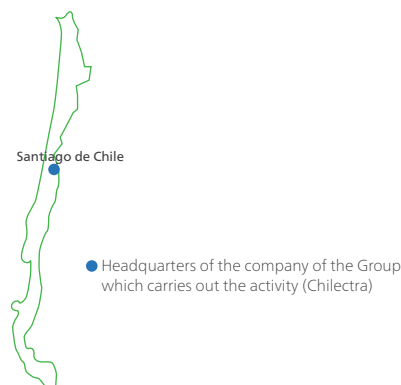 Santiago de Chile
Headquarters of the company of the Group
which carries out the activity (Chilectra)